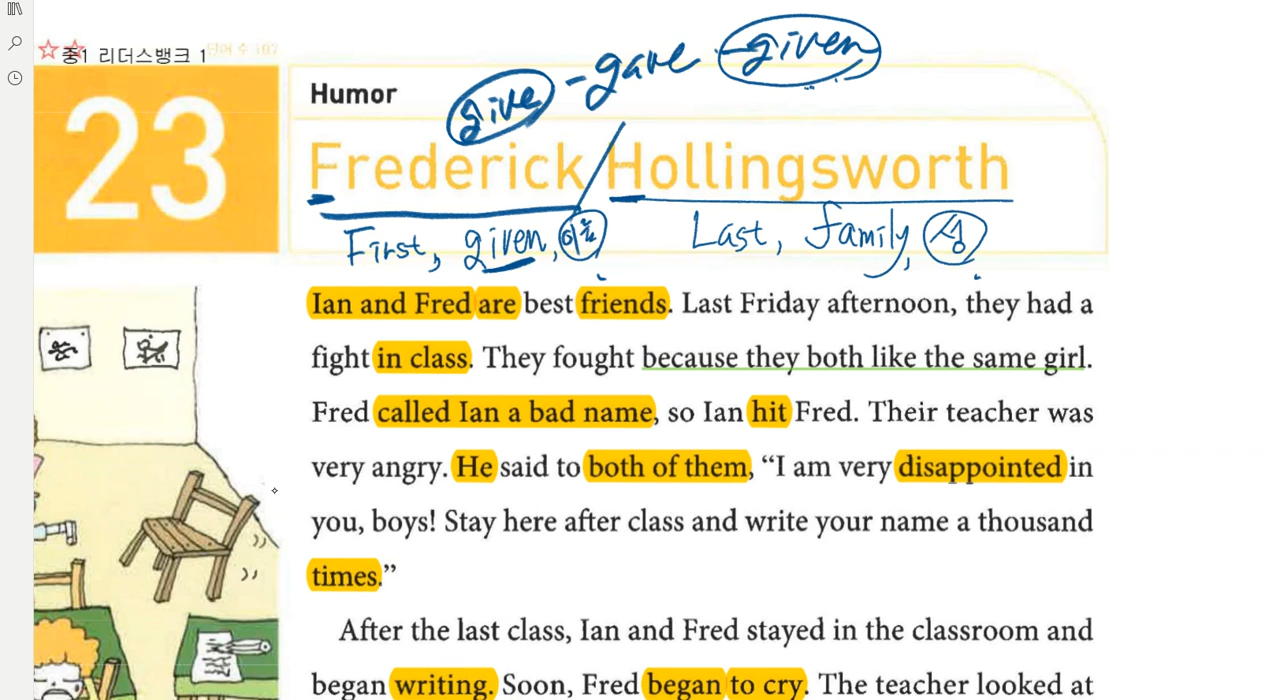 중1 리더스뱅크 1 단어 수 107
give - gave - given
Humor
23
Frederick / Hollingsworth
First, given, 이름 Last, family, 성
Ian and Fred are best friends. Last Friday afternoon, they had a
fight in class. They fought because they both like the same girl.
Fred called Ian a bad name, so Ian hit Fred. Their teacher was
very angry. He said to both of them, “I am very disappointed in
you, boys! Stay here after class and write your name a thousand
times.”
After the last class, Ian and Fred stayed in the classroom and
began writing. Soon, Fred began to cry. The teacher looked at